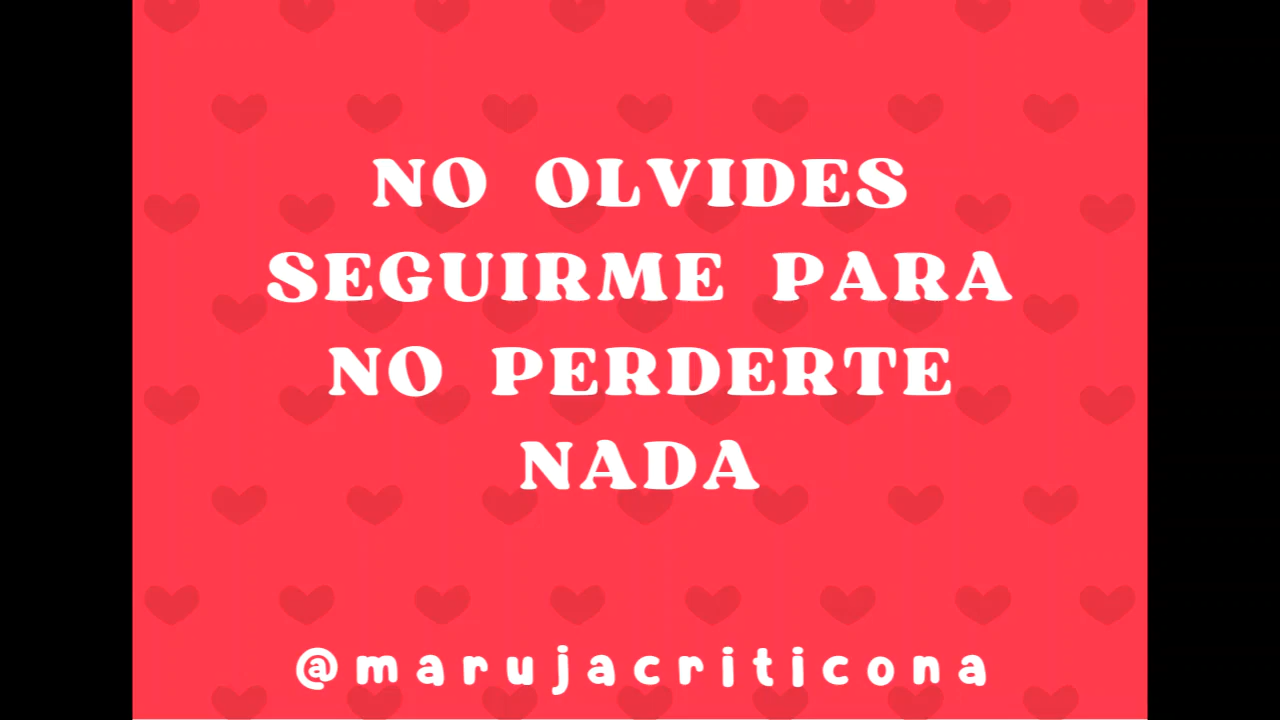 NO OLVIDES
SEGUIRME PARA
NO PERDERTE
NADA
@marujacriticona